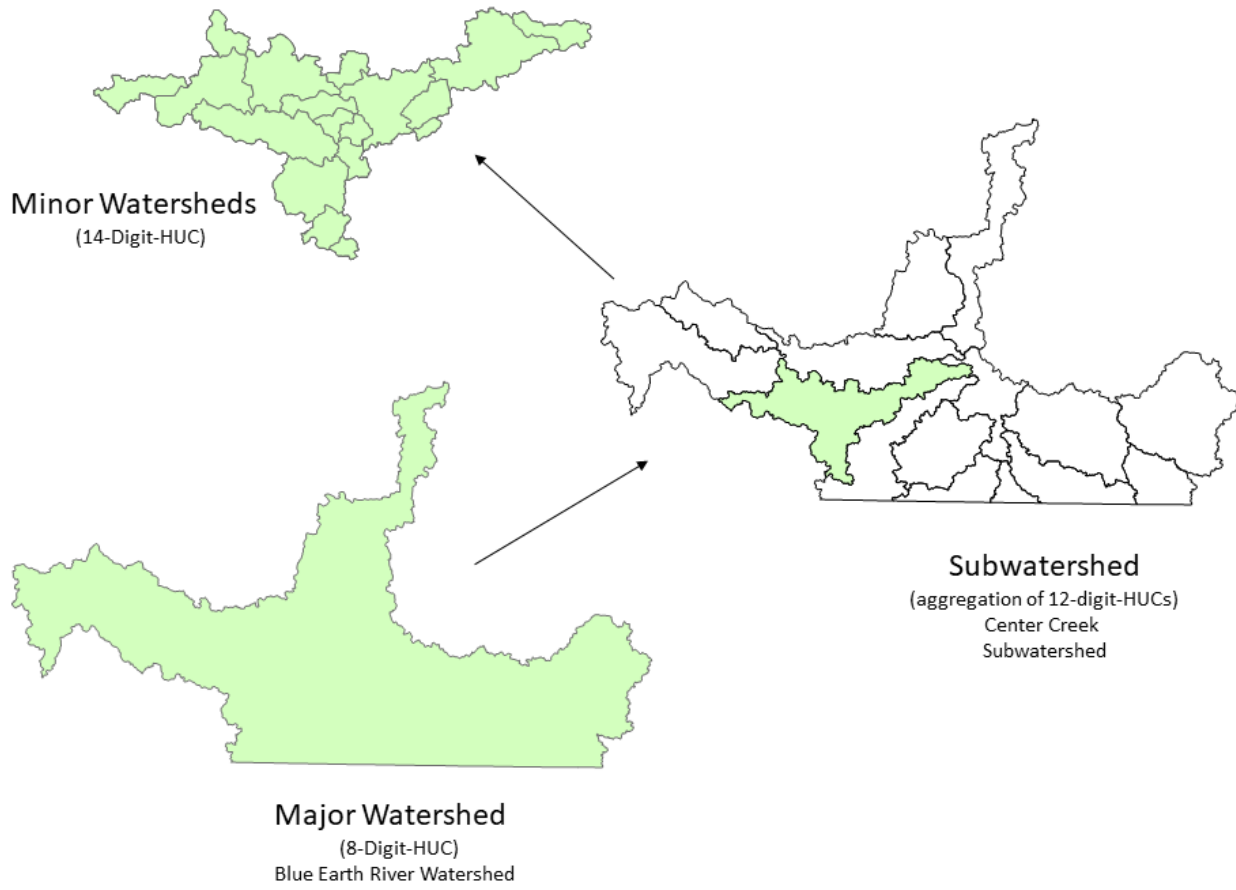 Minor Watersheds
(14-Digit-HUC)
Subwatershed
(aggregation of 12-digit-HUCs)
Center Creek
Subwatershed
Major Watershed
(8-Digit-HUC)
Blue Earth River Watershed